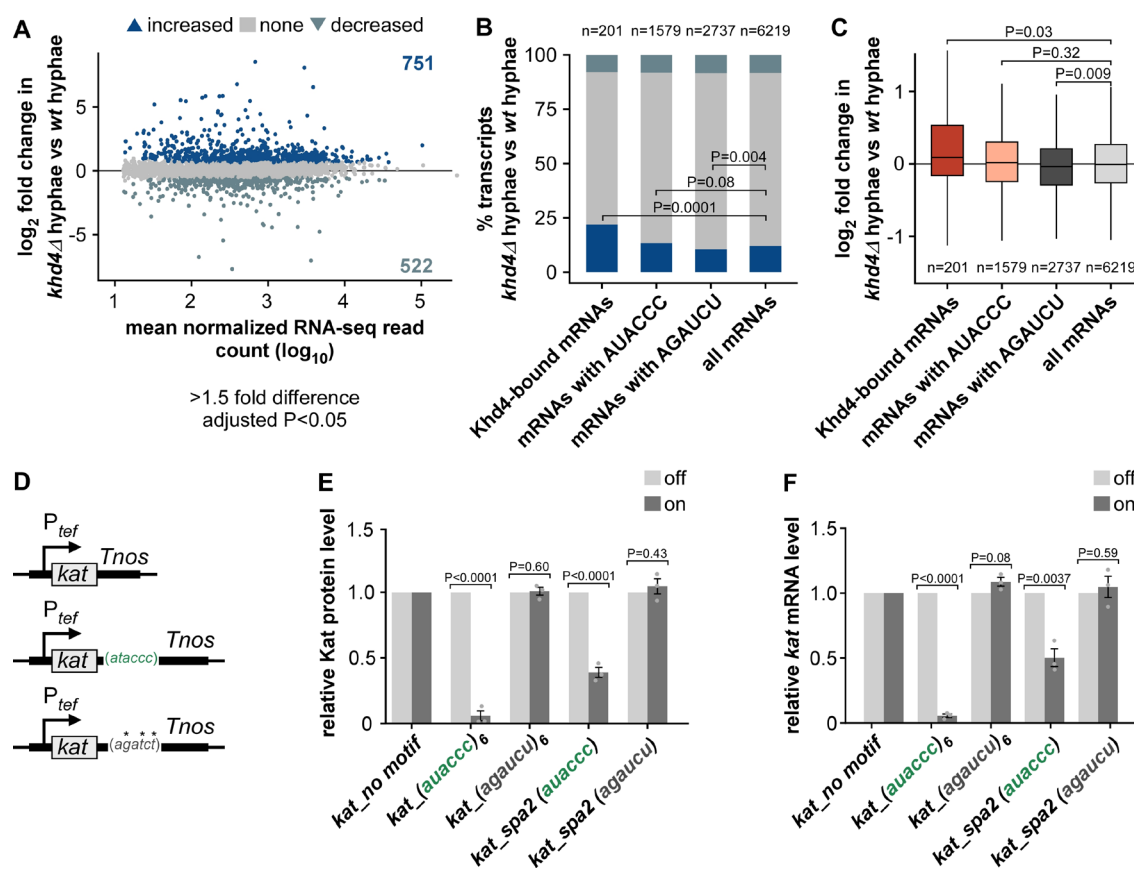 A
increased none decreased
log2 fold change in
khd4Δ hyphae vs wt hyphae
751
5
0
-5
522
1 2 3 4 5
mean normalized RNA-seq read
count (log10)
>1.5 fold difference
adjusted P<0.05
B
n=201 n=1579 n=2737 n=6219
% transcripts
khd4Δ hyphae vs wt hyphae
100
75
50
25
0
P=0.004
P=0.08
P=0.0001
Khd4-bound mRNAs
mRNAs with AUACCC
mRNAs with AGAUCU
all mRNAs
C
log2 fold change in
khd4Δ hyphae vs wt hyphae
P=0.03
P=0.32
P=0.009
1
0
-1
n=201 n=1579 n=2737 n=6219
Khd4-bound mRNAs
mRNAs with AUACCC
mRNAs with AGAUCU
all mRNAs
D
Ptef
kat
Tnos
Ptef
kat
(ataccc)
Tnos
Ptef
* * *
kat
(agatct)
Tnos
E
off
on
relative Kat protein level
1.5
1.0
0.5
0
P<0.0001
P=0.60
P<0.0001
P=0.43
kat_no motif
kat_(auaccc)6
kat_(agaucu)6
kat_spa2 (auaccc)
kat_spa2 (agaucu)
F
off
on
relative kat mRNA level
1.5
1.0
0.5
0
P<0.0001
P=0.08
P=0.0037
P=0.59
kat_no motif
kat_(auaccc)6
kat_(agaucu)6
kat_spa2 (auaccc)
kat_spa2 (agaucu)